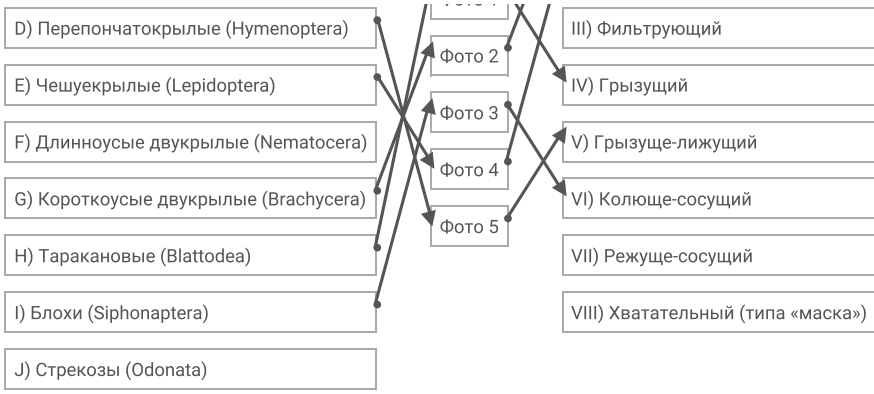 D) Перепончатокрылые (Hymenoptera)
E) Чешуекрылые (Lepidoptera)
F) Длинноусые двукрылые (Nematocera)
G) Короткоусые двукрылые (Brachycera)
H) Таракановые (Blattodea)
I) Блохи (Siphonaptera)
J) Стрекозы (Odonata)
Фото 2
Фото 3
Фото 4
Фото 5
III) Фильтрующий
IV) Грызущий
V) Грызуще-лижущий
VI) Колюще-сосущий
VII) Режуще-сосущий
VIII) Хватательный (типа «маска»)